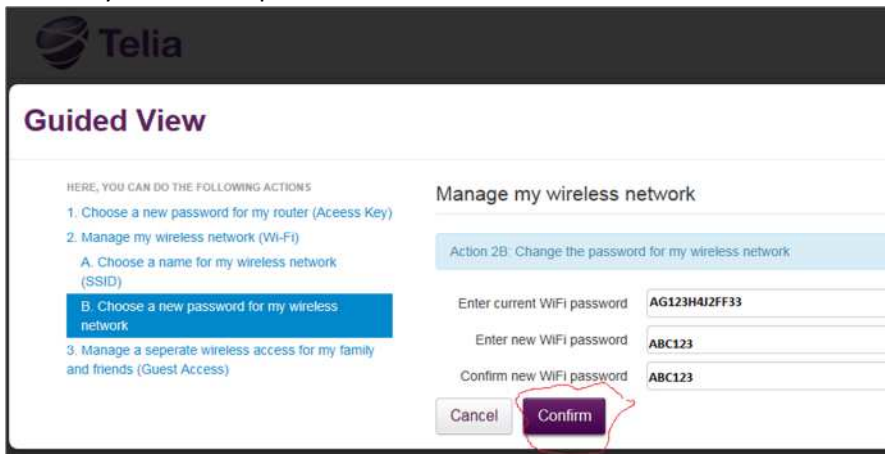 Telia
Guided View
HERE, YOU CAN DO THE FOLLOWING ACTIONS
1. Choose a new password for my router (Aceess Key)
2. Manage my wireless network (Wi-Fi)
A. Choose a name for my wireless network
(SSID)
B. Choose a new password for my wireless
network
3. Manage a seperate wireless access for my family
and friends (Guest Access)
Manage my wireless network
Action 2B: Change the password for my wireless network
Enter current WiFi password AG123H4J2FF33
Enter new WiFi password ABC123
Confirm new WiFi password ABC123
Cancel Confirm